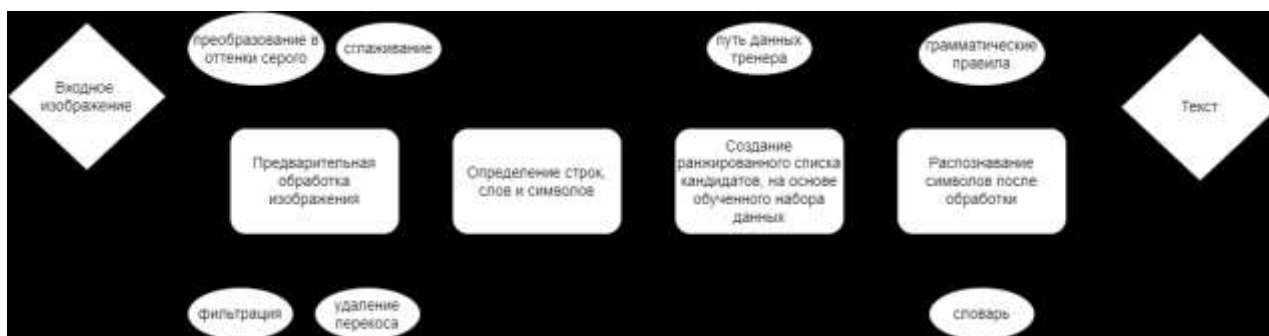 преобразование в
оттенки серого
сглаживание
путь данных
тренера
грамматические
правила
Входное
изображение
Текст
Предварительная
обработка
изображения
Определение строк,
слов и символов
Создание
ранжированного списка
кандидатов, на основе
обученного набора
данных
Распознавание
символов после
обработки
фильтрация
удаление
перекоса
словарь